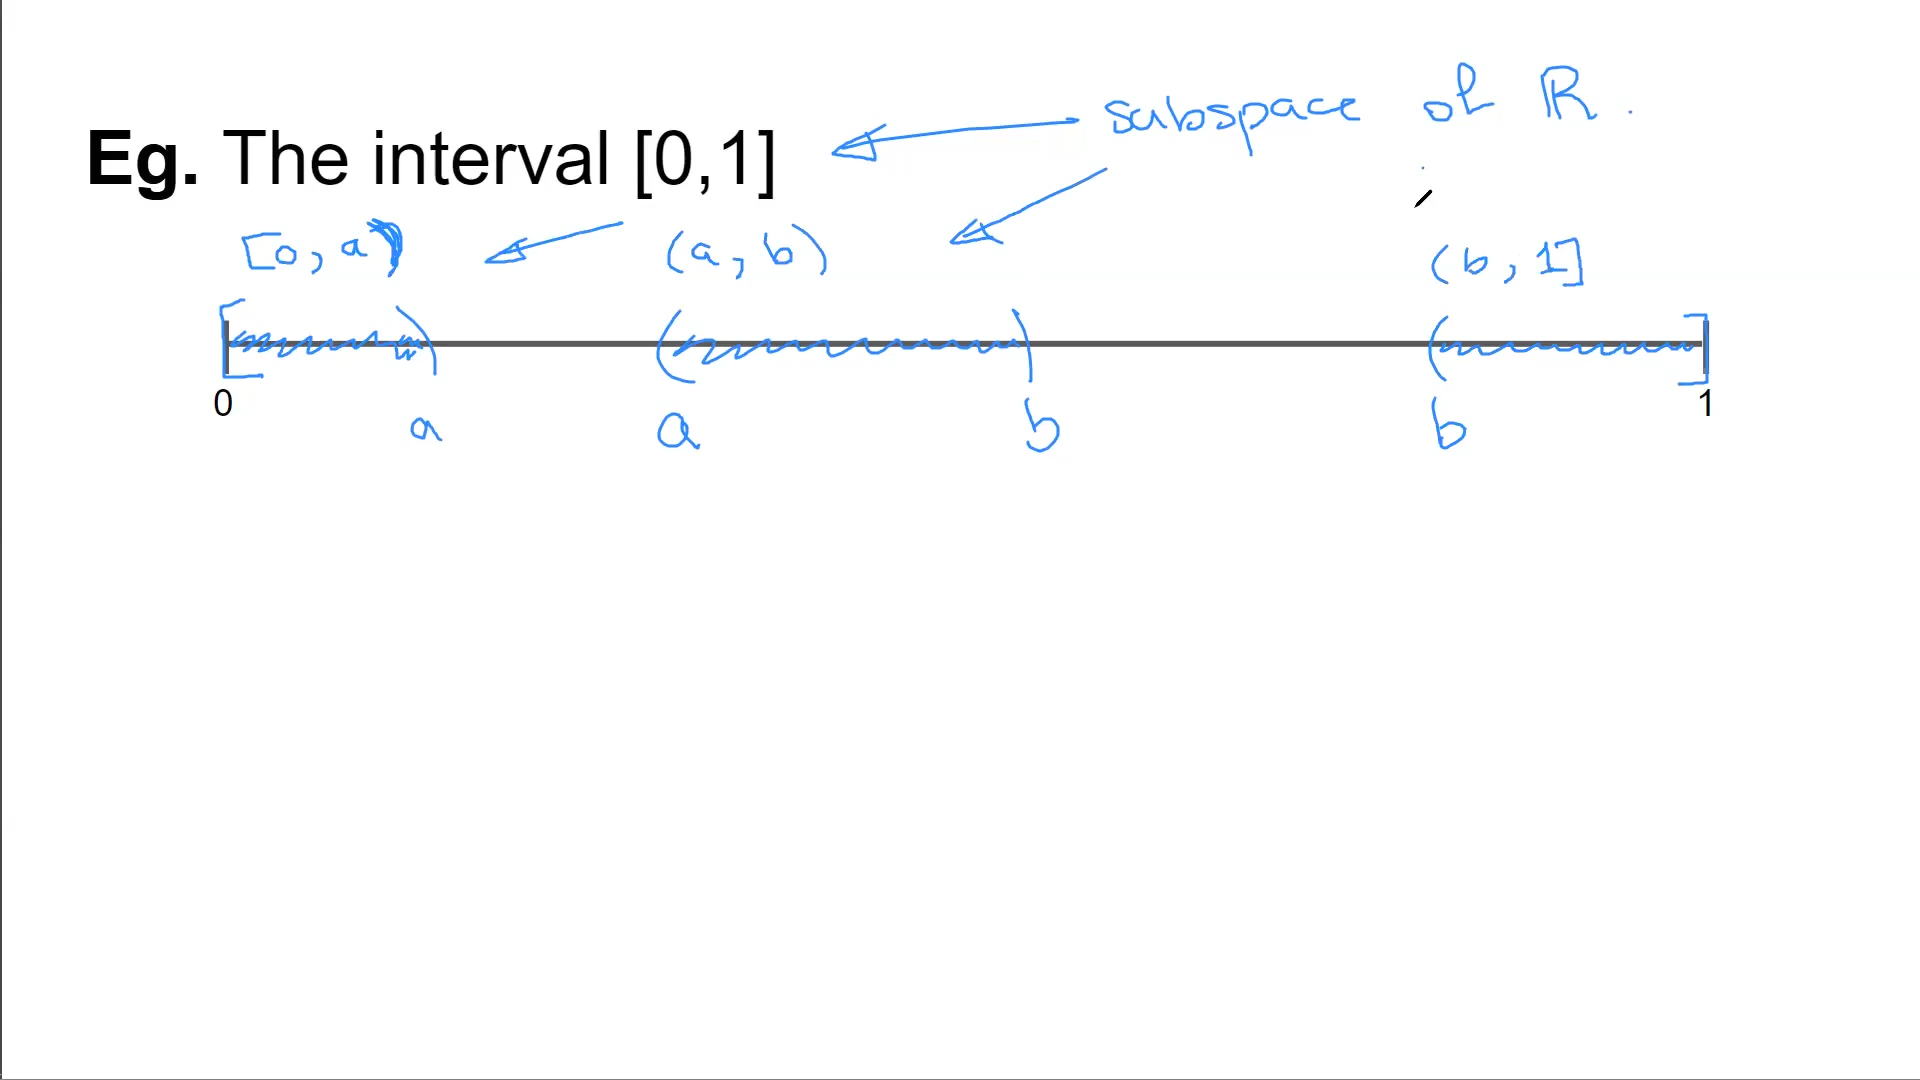 subspace of ℝ.
Eg. The interval [0,1]
[0, a) (a, b) (b, 1]
0 1
a a b b